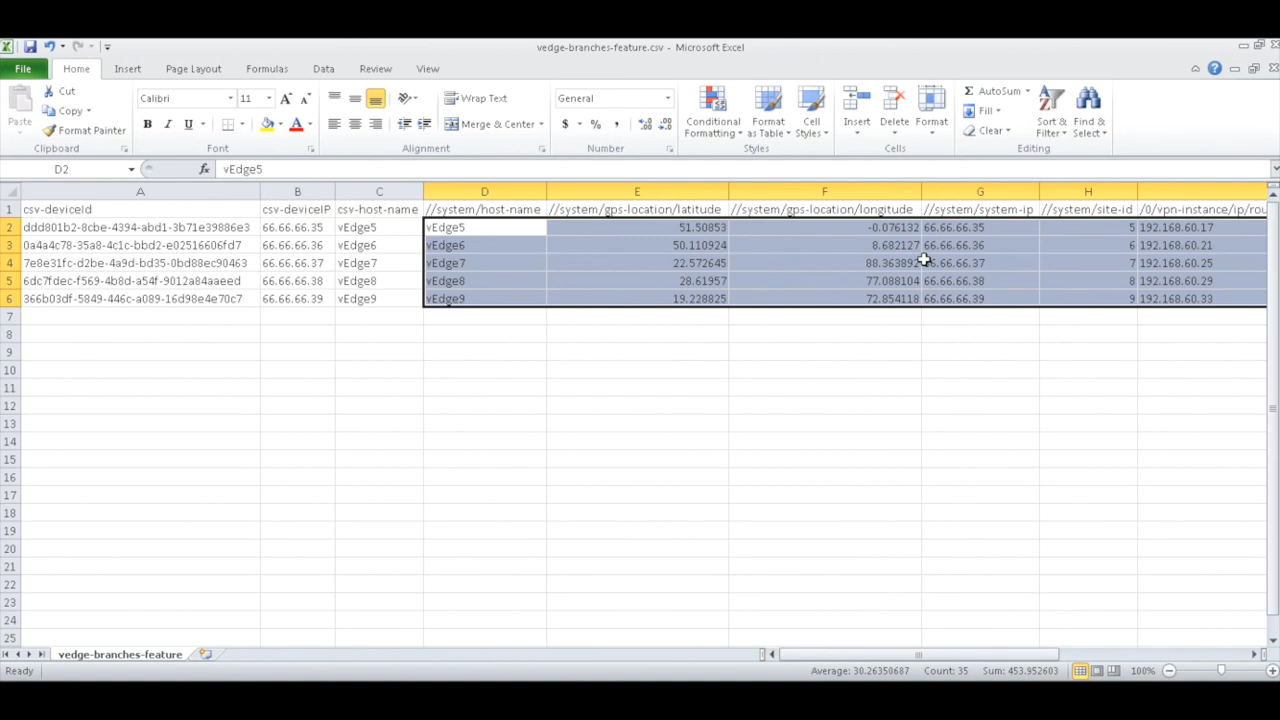 vedge-branches-feature.csv - Microsoft Excel
File Home Insert Page Layout Formulas Data Review View
Paste Cut Copy Format Painter Clipboard
Calibri 11 A A B I U A Font
Wrap Text Merge & Center Alignment
General $ % , Number
Conditional Formatting Format as Table Cell Styles Styles
Insert Delete Format Cells
AutoSum Fill Clear Sort & Filter Find & Select Editing
D2 fx vEdge5
A B C D E F G H
1 csv-deviceId csv-deviceIP csv-host-name //system/host-name //system/gps-location/latitude //system/gps-location/longitude //system/system-ip //system/site-id /0/vpn-instance/ip/rou
2 ddd801b2-8cbe-4394-abd1-3b71e39886e3 66.66.66.35 vEdge5 vEdge5 51.50853 -0.076132 66.66.66.35 5 192.168.60.17
3 0a4a4c78-35a8-4c1c-bbd2-e02516606fd7 66.66.66.36 vEdge6 vEdge6 50.110924 8.682127 66.66.66.36 6 192.168.60.21
4 7e8e31fc-d2be-4a9d-bd35-0bd88ec90463 66.66.66.37 vEdge7 vEdge7 22.572645 88.363892 66.66.66.37 7 192.168.60.25
5 6dc7fdec-f569-4b8d-a54f-9012a84aaeed 66.66.66.38 vEdge8 vEdge8 28.61957 77.088104 66.66.66.38 8 192.168.60.29
6 366b03df-5849-446c-a089-16d98e4e70c7 66.66.66.39 vEdge9 vEdge9 19.228825 72.854118 66.66.66.39 9 192.168.60.33
7
8
9
10
11
12
13
14
15
16
17
18
19
20
21
22
23
24
25
vedge-branches-feature
Ready Average: 30.26350687 Count: 35 Sum: 453.952603 100%